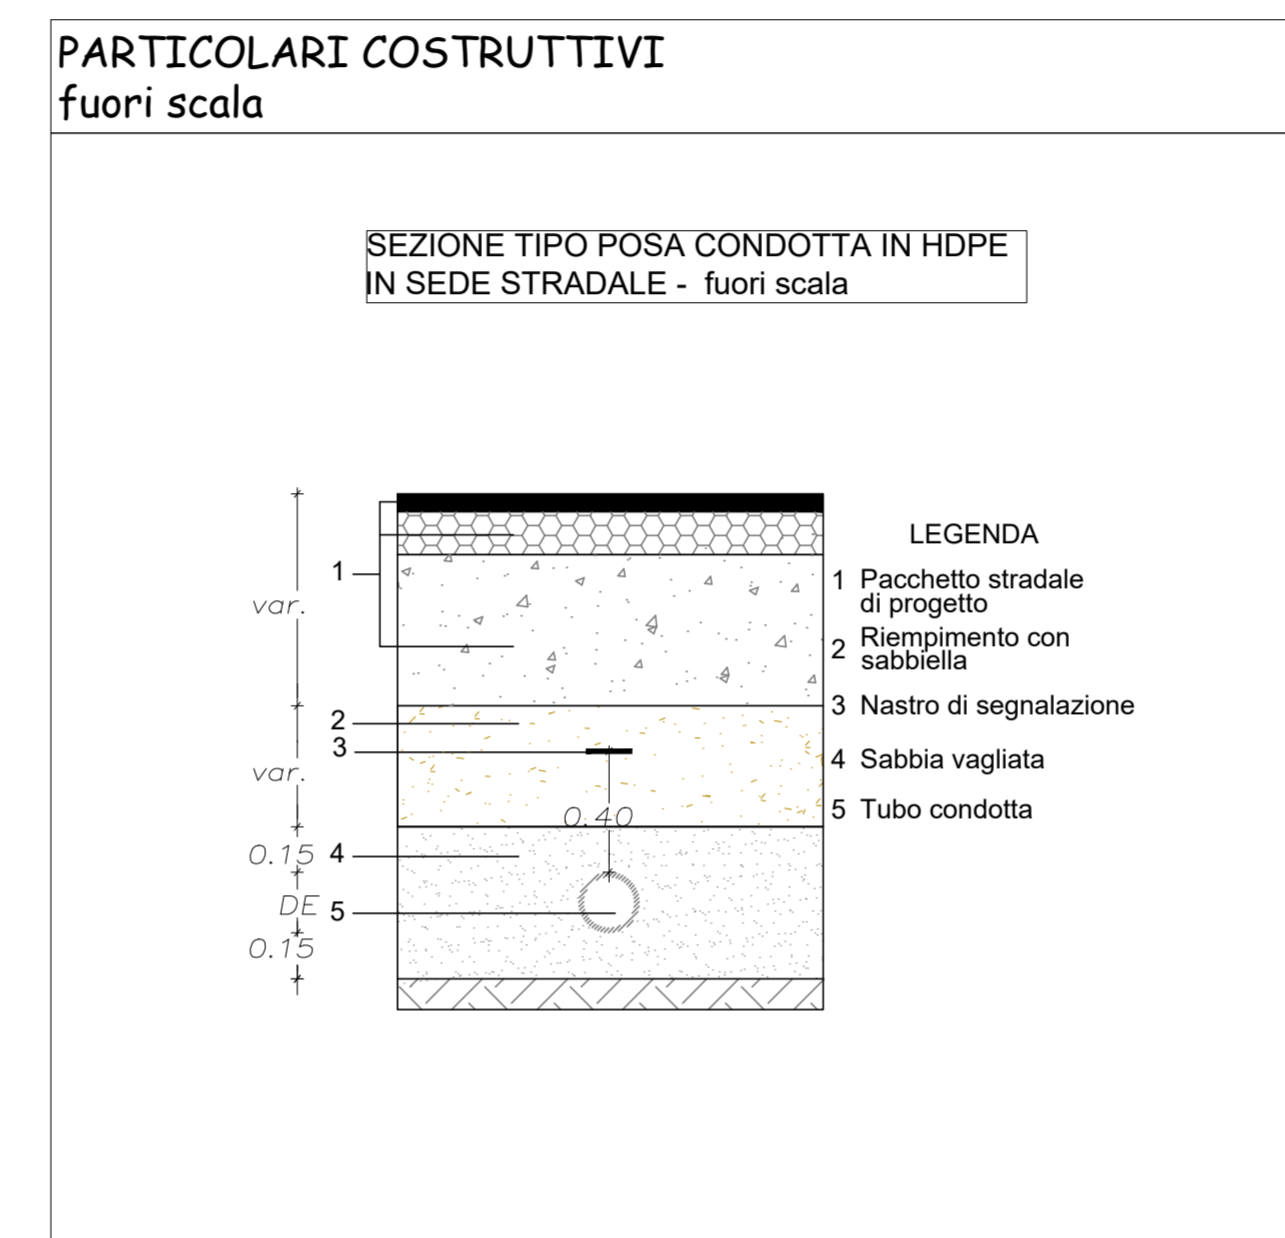 PARTICOLARI COSTRUTTIVI
fuori scala
SEZIONE TIPO POSA CONDOTTA IN HDPE
IN SEDE STRADALE - fuori scala
LEGENDA
1 Pacchetto stradale
di progetto
2 Riempimento con
sabbiella
3 Nastro di segnalazione
4 Sabbia vagliata
5 Tubo condotta
1
var.
2
3
var.
0.40
0.15 4
DE 5
0.15